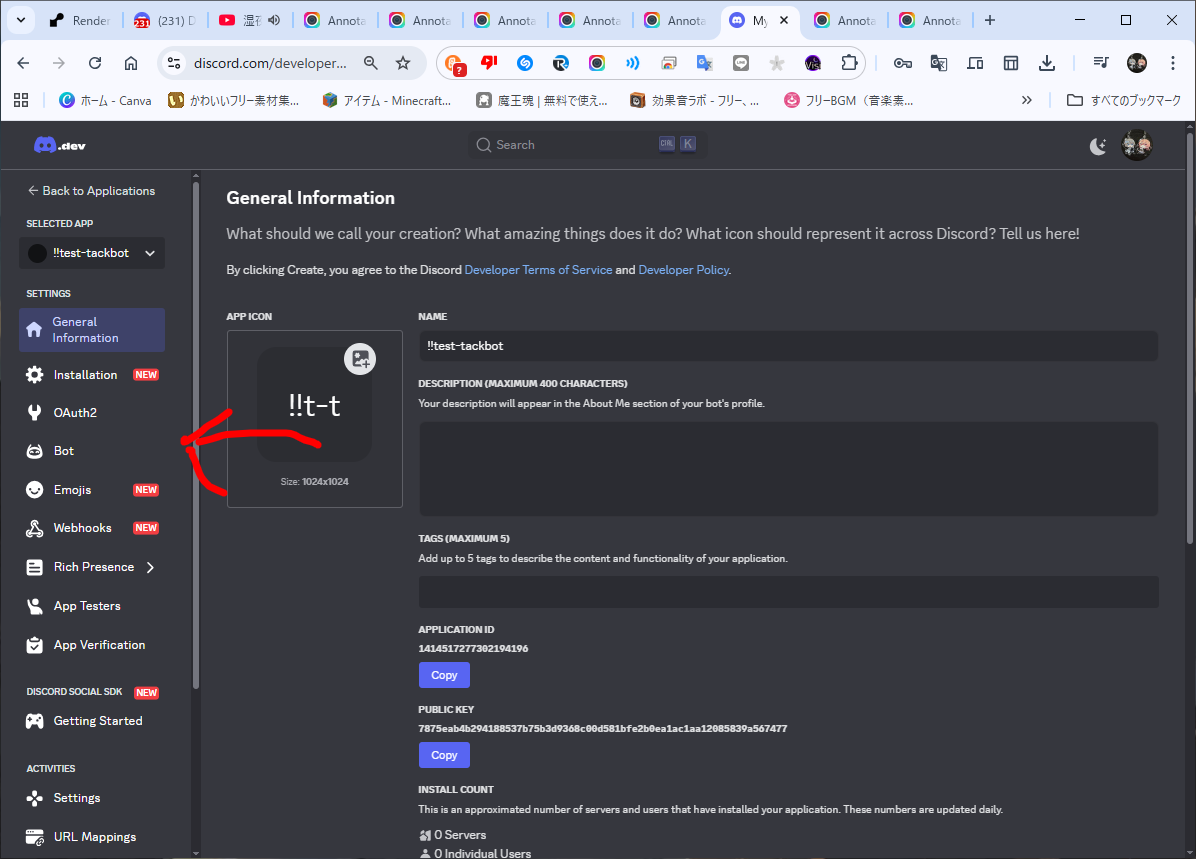 Render
231
(231) D
湿夜
Annota
Annota
Annota
Annota
Annota
My
Annota
Annota
discord.com/developer...
?
ホーム - Canva
かわいいフリー素材集...
アイテム - Minecraft...
魔王魂 | 無料で使え...
効果音ラボ - フリー、...
フリーBGM（音楽素...
すべてのブックマーク
.dev
Search
CTRL K
Back to Applications
SELECTED APP
!!test-tackbot
SETTINGS
General
Information
Installation NEW
OAuth2
Bot
Emojis NEW
Webhooks NEW
Rich Presence
App Testers
App Verification
DISCORD SOCIAL SDK NEW
Getting Started
ACTIVITIES
Settings
URL Mappings
General Information
What should we call your creation? What amazing things does it do? What icon should represent it across Discord? Tell us here!
By clicking Create, you agree to the Discord Developer Terms of Service and Developer Policy.
APP ICON
!!t-t
Size: 1024x1024
NAME
!!test-tackbot
DESCRIPTION (MAXIMUM 400 CHARACTERS)
Your description will appear in the About Me section of your bot's profile.
TAGS (MAXIMUM 5)
Add up to 5 tags to describe the content and functionality of your application.
APPLICATION ID
1414517277302194196
Copy
PUBLIC KEY
7875eab4b294188537b75b3d9368c00d581bfe2b0ea1ac1aa12085839a567477
Copy
INSTALL COUNT
This is an approximated number of servers and users that have installed your application. These numbers are updated daily.
0 Servers
0 Individual Users